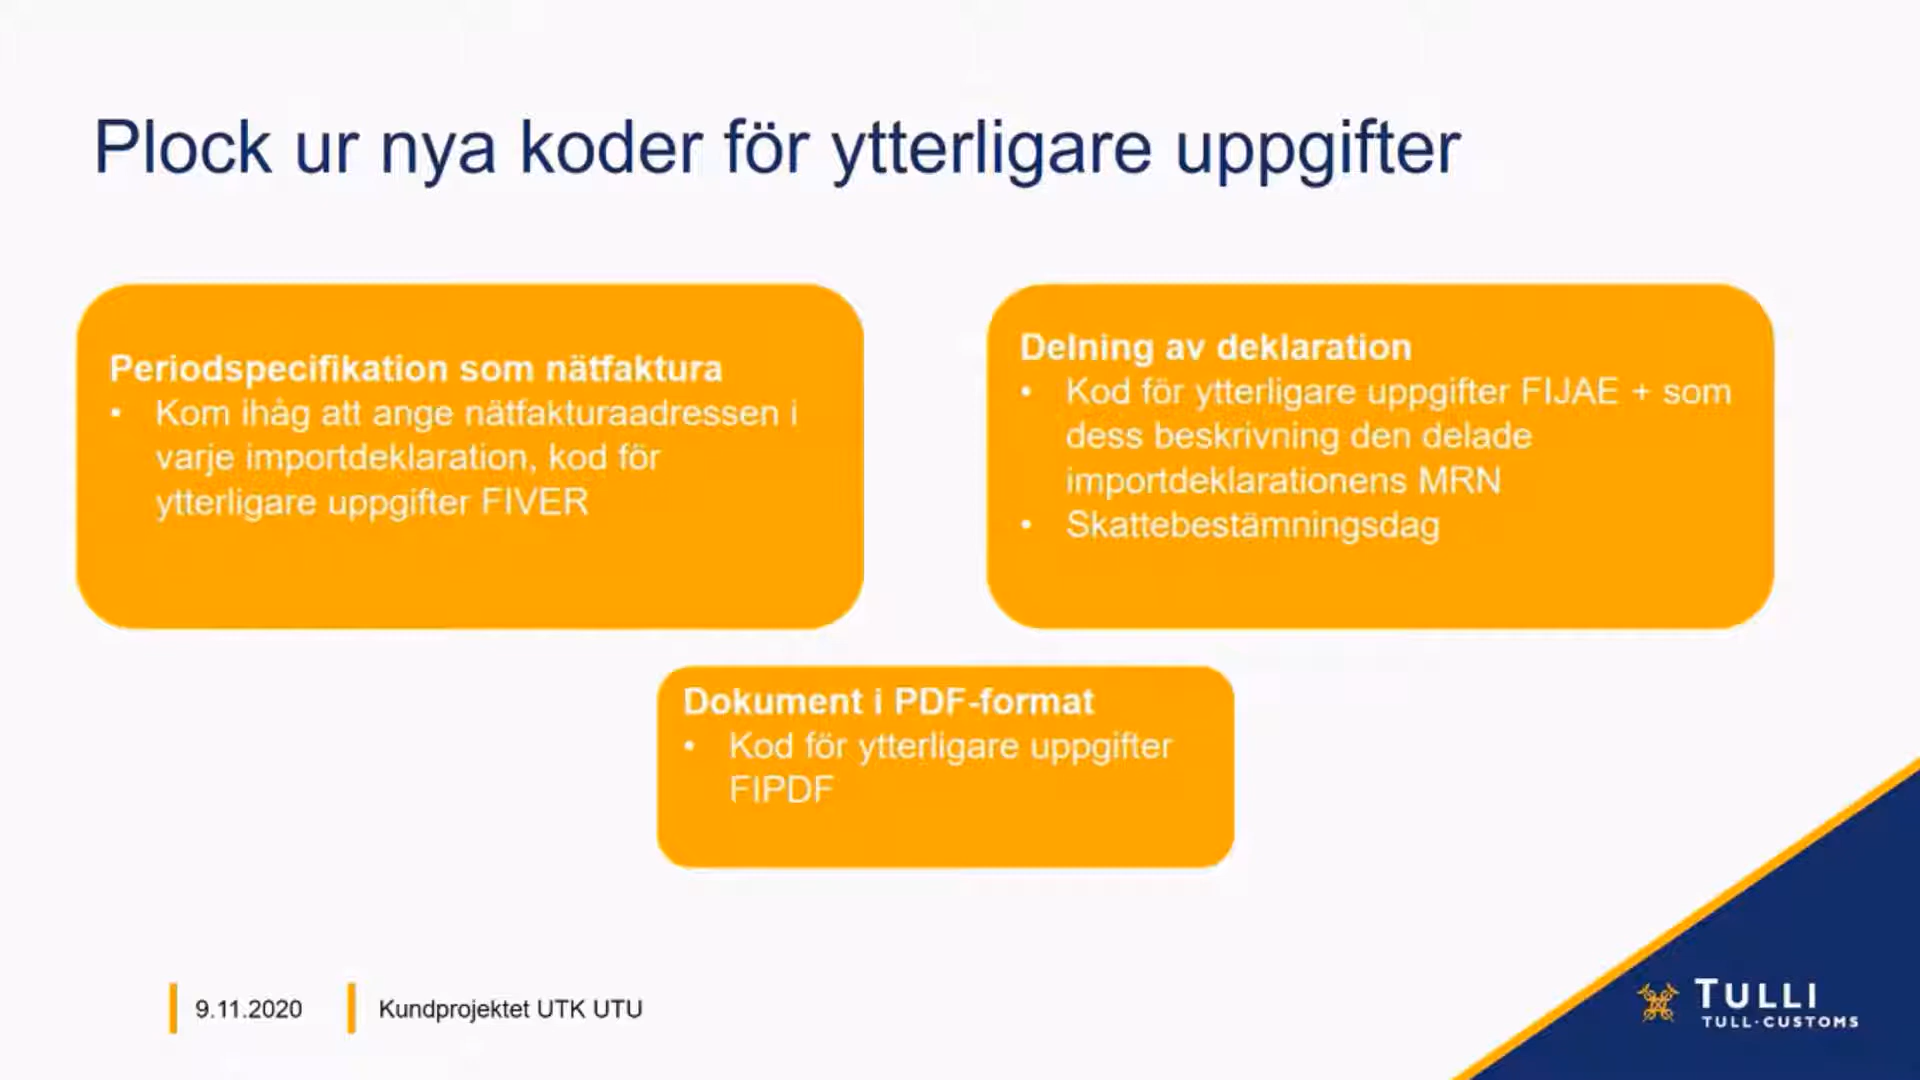 Plock ur nya koder för ytterligare uppgifter
Periodspecifikation som nätfaktura
• Kom ihåg att ange nätfakturaadressen i
varje importdeklaration, kod för
ytterligare uppgifter FIVER
Delning av deklaration
• Kod för ytterligare uppgifter FIJAE + som
dess beskrivning den delade
importdeklarationens MRN
• Skattebestämningsdag
Dokument i PDF-format
• Kod för ytterligare uppgifter
FIPDF
9.11.2020
Kundprojektet UTK UTU
TULLI
TULL·CUSTOMS